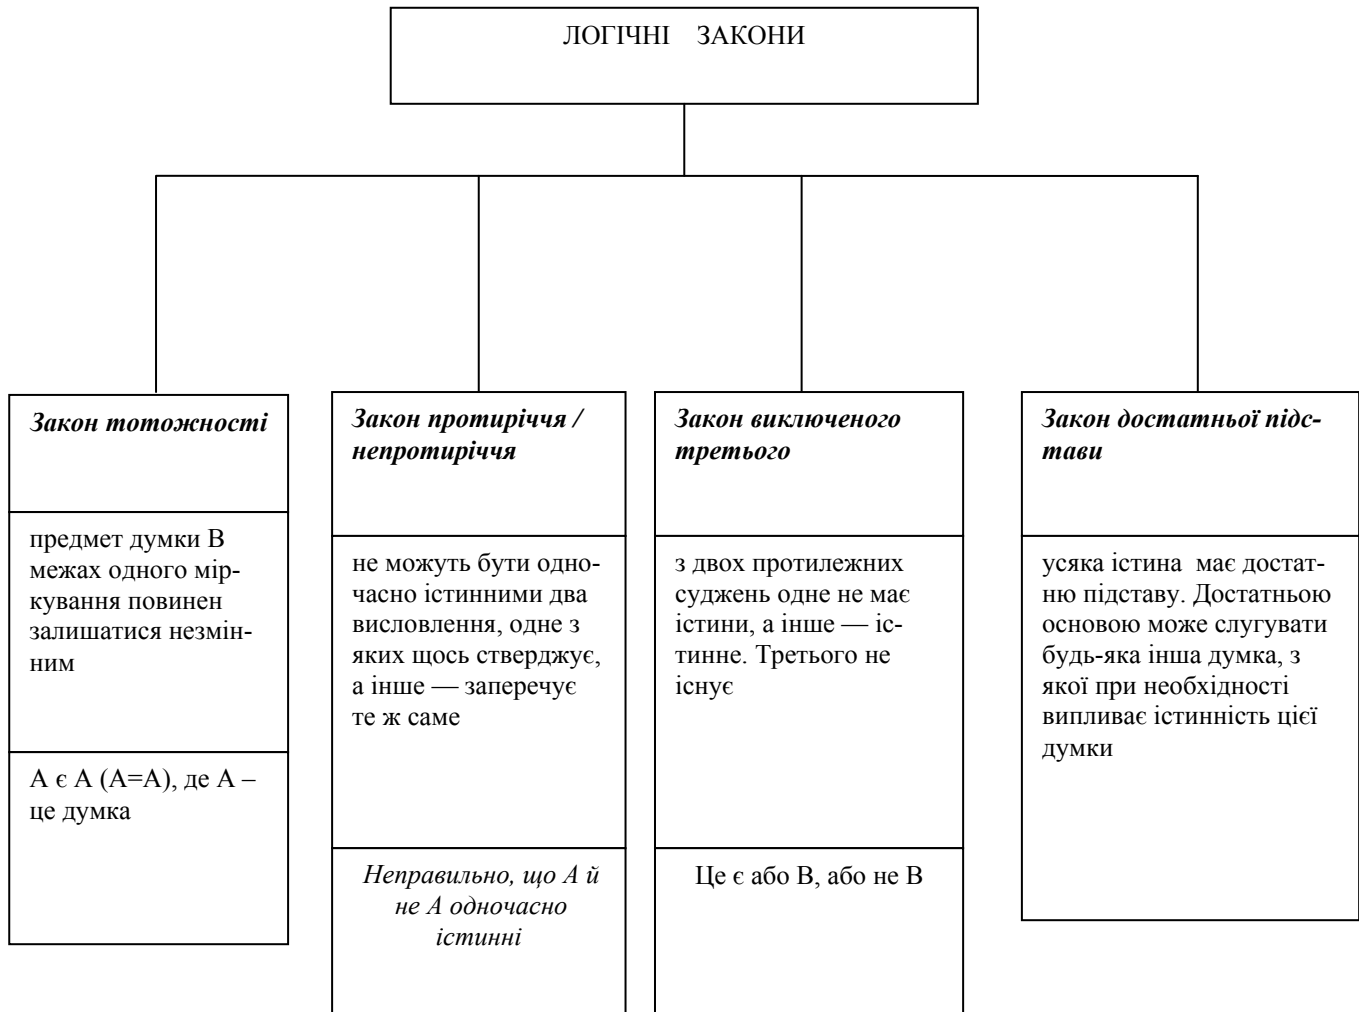 ЛОГІЧНІ ЗАКОНИ
Закон тотожності
предмет думки В
межах одного мір-
кування повинен
залишатися незмін-
ним
А є А (А=А), де А –
це думка
Закон протиріччя /
непротиріччя
не можуть бути одно-
часно істинними два
висловлення, одне з
яких щось стверджує,
а інше — заперечує
те ж саме
Неправильно, що А й
не А одночасно
істинні
Закон виключеного
третього
з двох протилежних
суджень одне не має
істини, а інше — іс-
тинне. Третього не
існує
Це є або В, або не В
Закон достатньої підс-
тави
усяка істина має достат-
ню підставу. Достатньою
основою може слугувати
будь-яка інша думка, з
якої при необхідності
випливає істинність цієї
думки